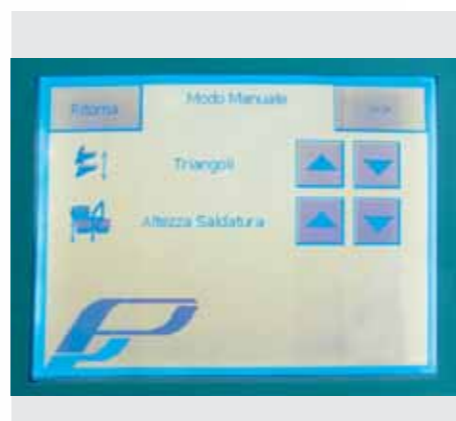 Ritorna
Modo Manuale
>>
Triangoli
Altezza Saldatura